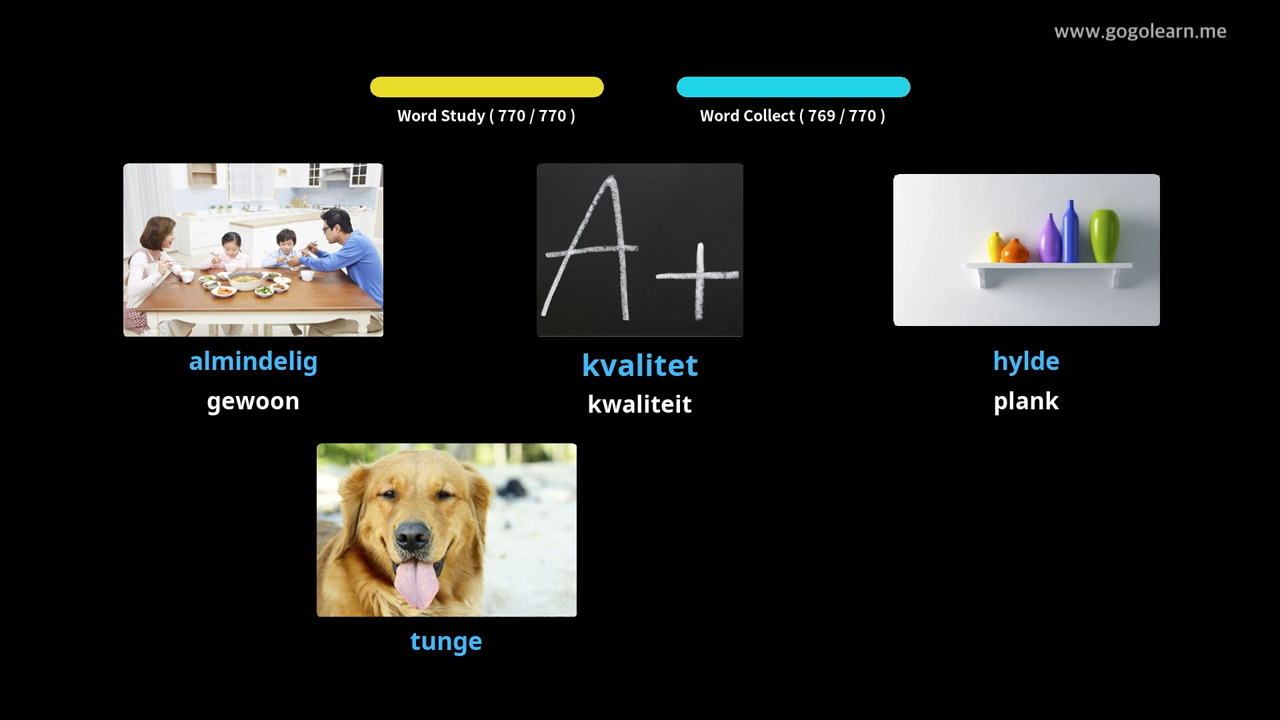 www.gogolearn.me
Word Study ( 770 / 770 )
Word Collect ( 769 / 770 )
A+
almindelig
kvalitet
hylde
gewoon
kwaliteit
plank
tunge